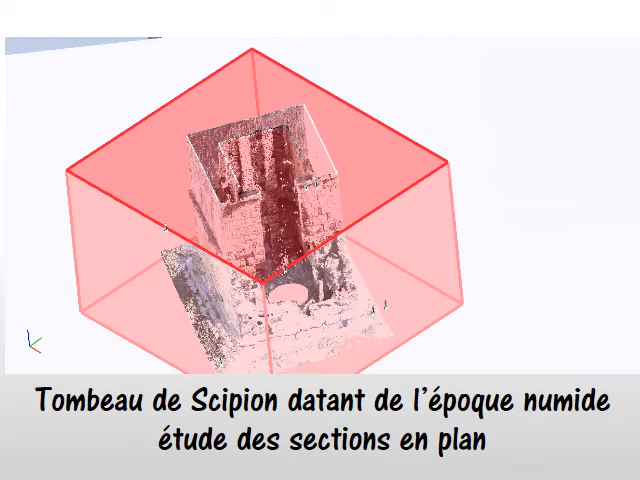 Tombeau de Scipion datant de l'époque numide
étude des sections en plan